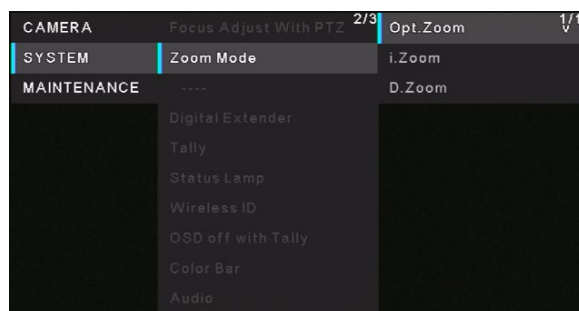 CAMERA
SYSTEM
MAINTENANCE
Focus Adjust With PTZ 2/3
Zoom Mode
----
Digital Extender
Tally
Status Lamp
Wireless ID
OSD off with Tally
Color Bar
Audio
Opt.Zoom 1/1
i.Zoom
D.Zoom